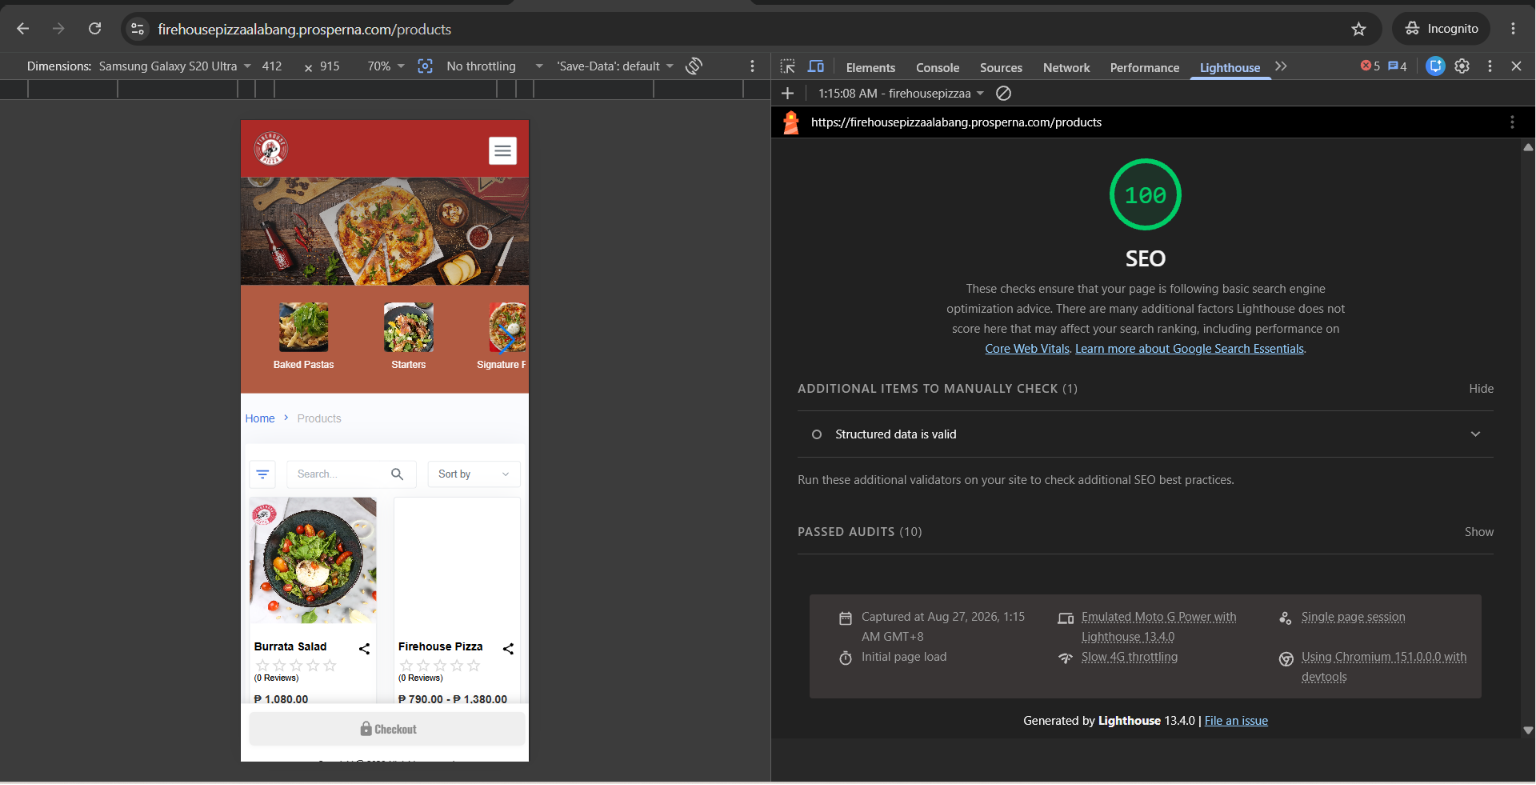 firehousepizzaalabang.prosperna.com/products
Incognito
Dimensions: Samsung Galaxy S20 Ultra 412 x 915 70% No throttling 'Save-Data': default
Elements Console Sources Network Performance Lighthouse 5 4
1:15:08 AM - firehousepizzaa
https://firehousepizzaalabang.prosperna.com/products
FIREHOUSE
PIZZA
Baked Pastas
Starters
Signature P
Home > Products
Search...
Sort by
Burrata Salad
(0 Reviews)
₱ 1,080.00
Firehouse Pizza
(0 Reviews)
₱ 790.00 - ₱ 1,380.00
Checkout
100
SEO
These checks ensure that your page is following basic search engine
optimization advice. There are many additional factors Lighthouse does not
score here that may affect your search ranking, including performance on
Core Web Vitals. Learn more about Google Search Essentials.
ADDITIONAL ITEMS TO MANUALLY CHECK (1) Hide
Structured data is valid
Run these additional validators on your site to check additional SEO best practices.
PASSED AUDITS (10) Show
Captured at Aug 27, 2026, 1:15
AM GMT+8
Initial page load
Emulated Moto G Power with
Lighthouse 13.4.0
Slow 4G throttling
Single page session
Using Chromium 151.0.0.0 with
devtools
Generated by Lighthouse 13.4.0 | File an issue